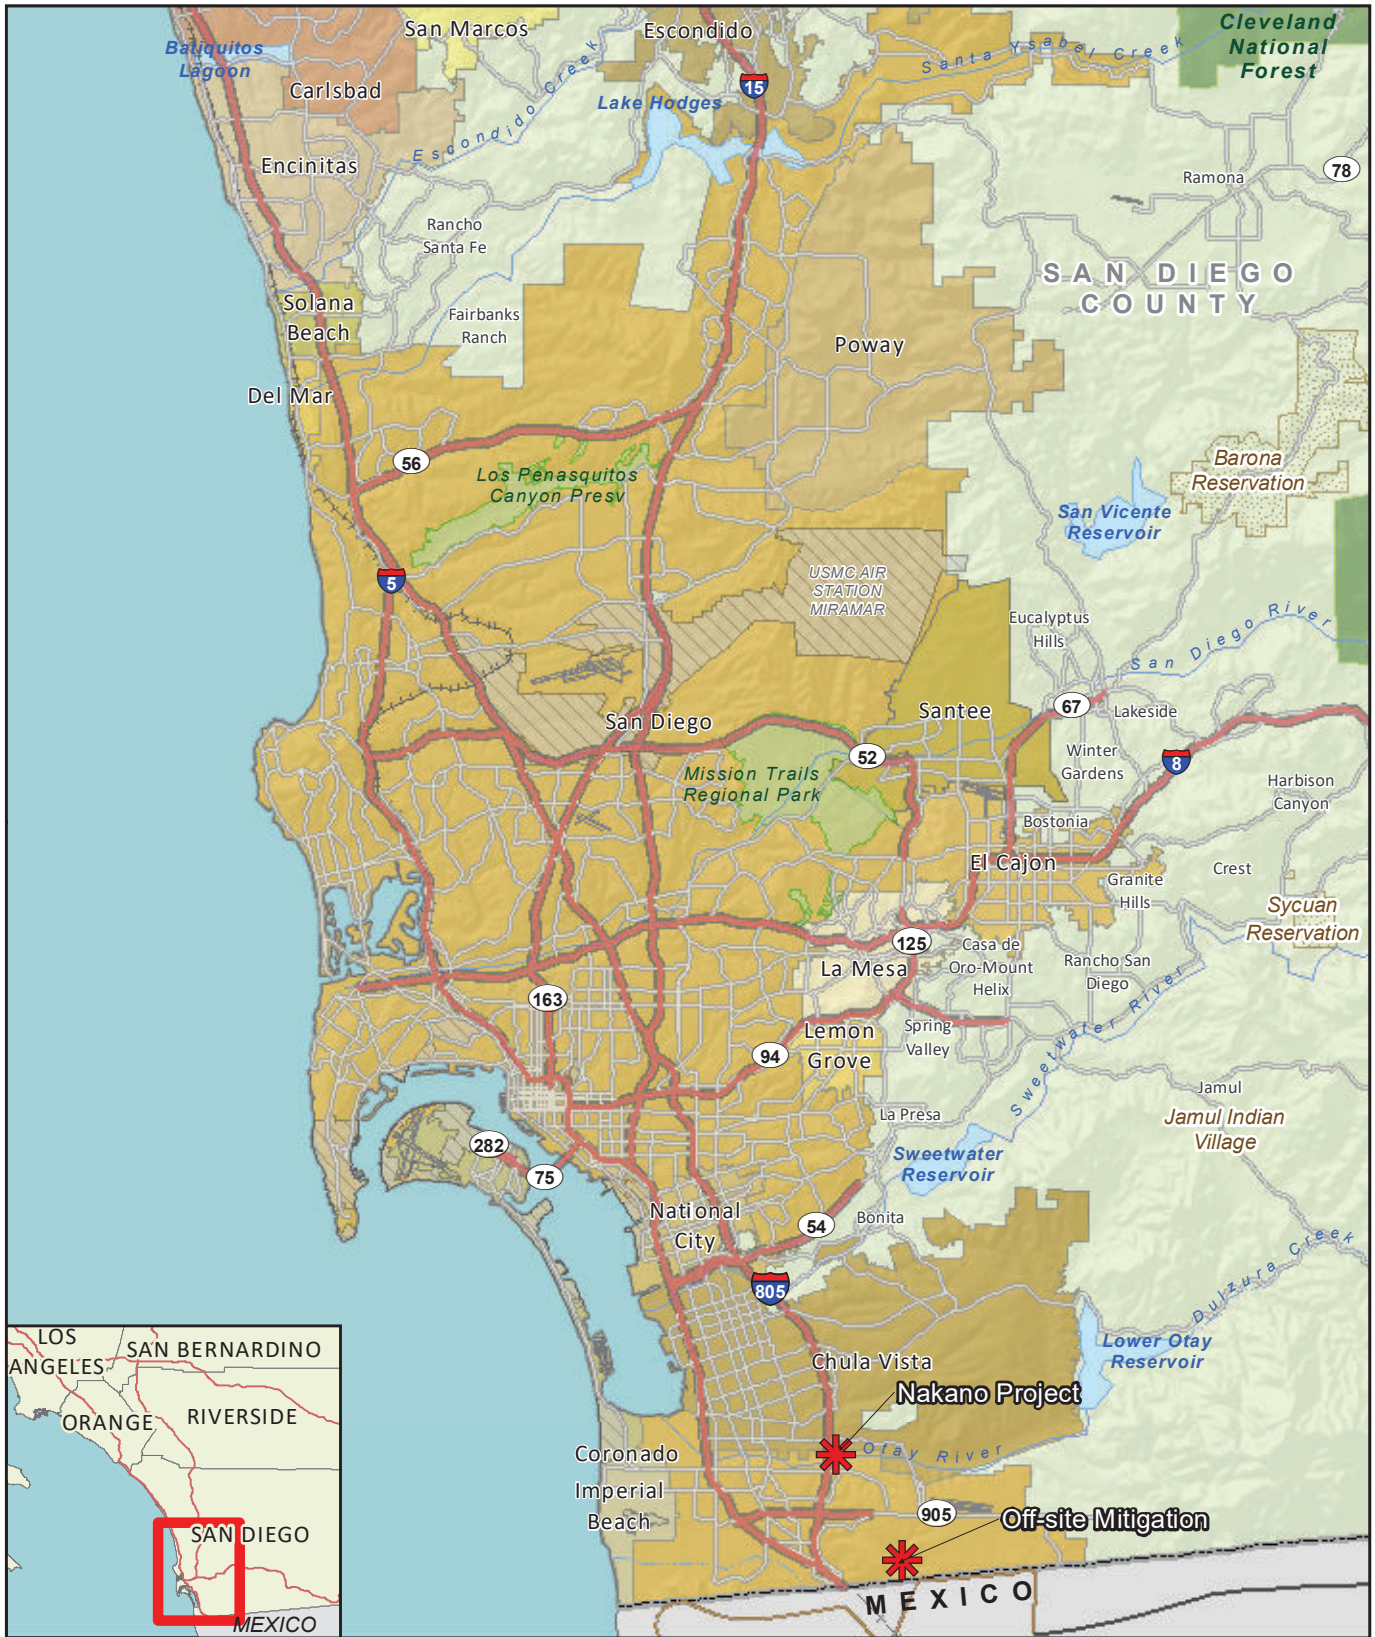 San Marcos
Escondido
Cleveland
National
Forest
Batiquitos
Lagoon
Santa Ysabel Creek
Carlsbad
Escondido Creek
Lake Hodges
15
Encinitas
78
Ramona
Rancho
Santa Fe
SAN DIEGO
COUNTY
Solana
Beach
Fairbanks
Ranch
Poway
Del Mar
56
Los Penasquitos
Canyon Presv
Barona
Reservation
San Vicente
Reservoir
5
USMC AIR
STATION
MIRAMAR
Eucalyptus
Hills
San Diego River
San Diego
Santee
67
Lakeside
52
Winter
Gardens
8
Mission Trails
Regional Park
Harbison
Canyon
Bostonia
El Cajon
Crest
Granite
Hills
Sycuan
Reservation
125
Casa de
Oro-Mount
Helix
La Mesa
Rancho San
Diego
163
Lemon
Grove
Spring
Valley
Sweetwater River
94
Jamul
La Presa
Jamul Indian
Village
282
75
Sweetwater
Reservoir
National
City
54
Bonita
Dulzura Creek
805
Lower Otay
Reservoir
Chula Vista
Nakano Project
Otay River
Coronado
Imperial
Beach
905
Off-site Mitigation
MEXICO
LOS
ANGELES
SAN BERNARDINO
ORANGE
RIVERSIDE
SAN DIEGO
MEXICO